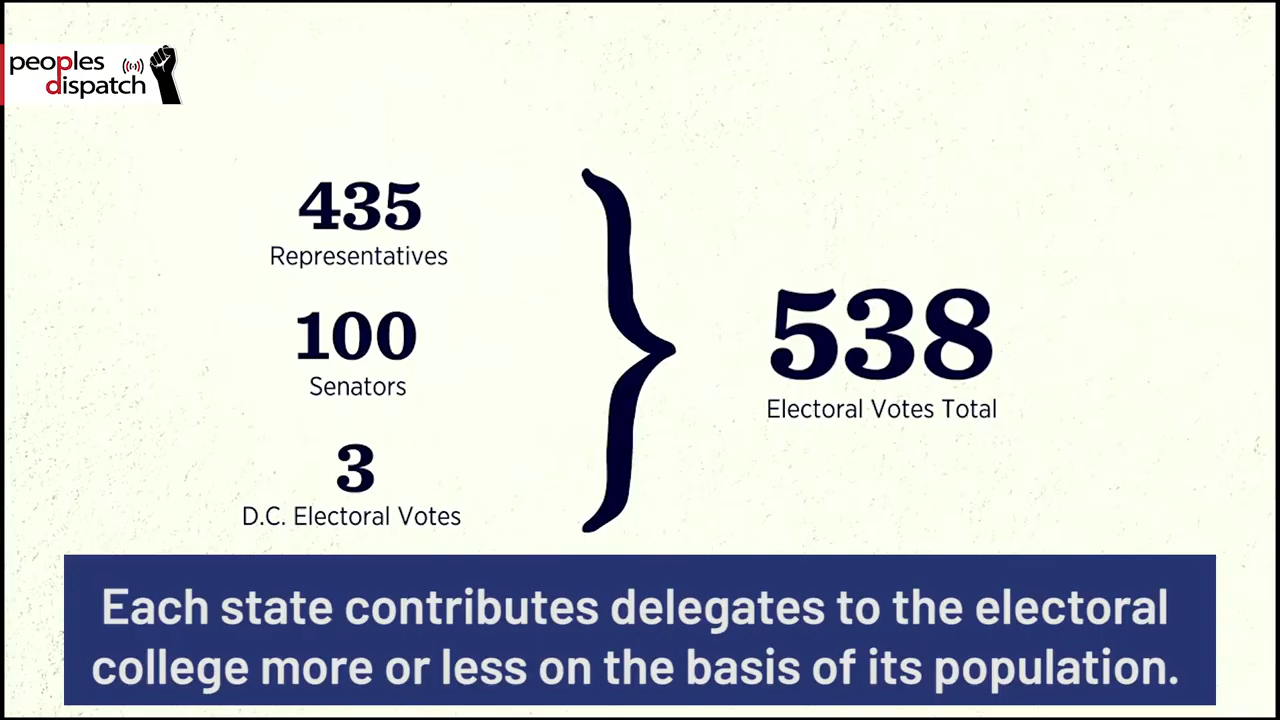 peoples
dispatch
435
Representatives
100
Senators
3
D.C. Electoral Votes
538
Electoral Votes Total
Each state contributes delegates to the electoral
college more or less on the basis of its population.